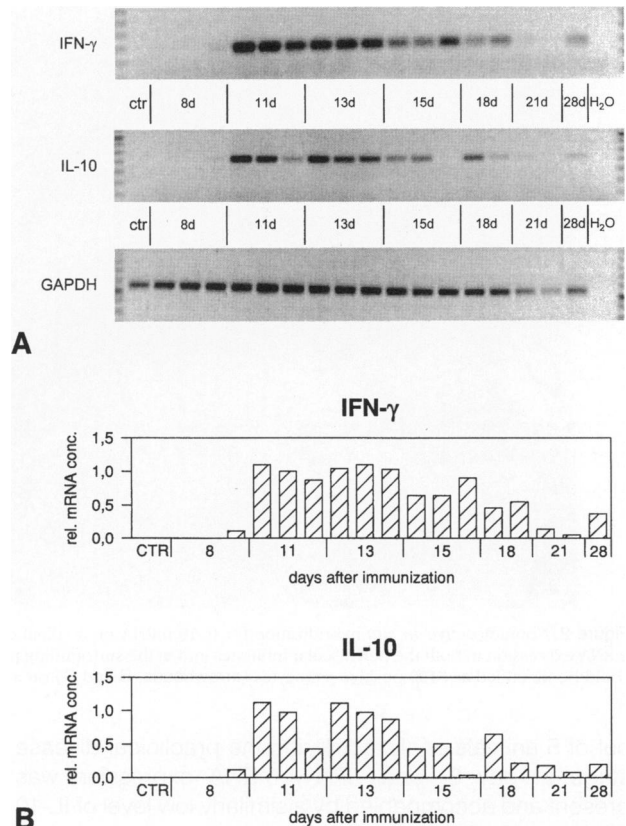 IFN-γ
ctr 8d 11d 13d 15d 18d 21d 28d H₂O
IL-10
ctr 8d 11d 13d 15d 18d 21d 28d H₂O
GAPDH
A
IFN-γ
rel. mRNA conc.
1,5
1,0
0,5
0,0
CTR 8 11 13 15 18 21 28
days after immunization
IL-10
rel. mRNA conc.
1,5
1,0
0,5
0,0
CTR 8 11 13 15 18 21 28
days after immunization
B